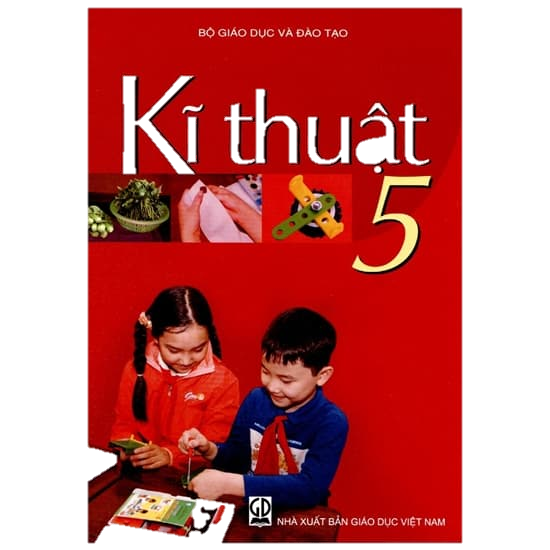 BỘ GIÁO DỤC VÀ ĐÀO TẠO
Kĩ thuật
5
NHÀ XUẤT BẢN GIÁO DỤC VIỆT NAM